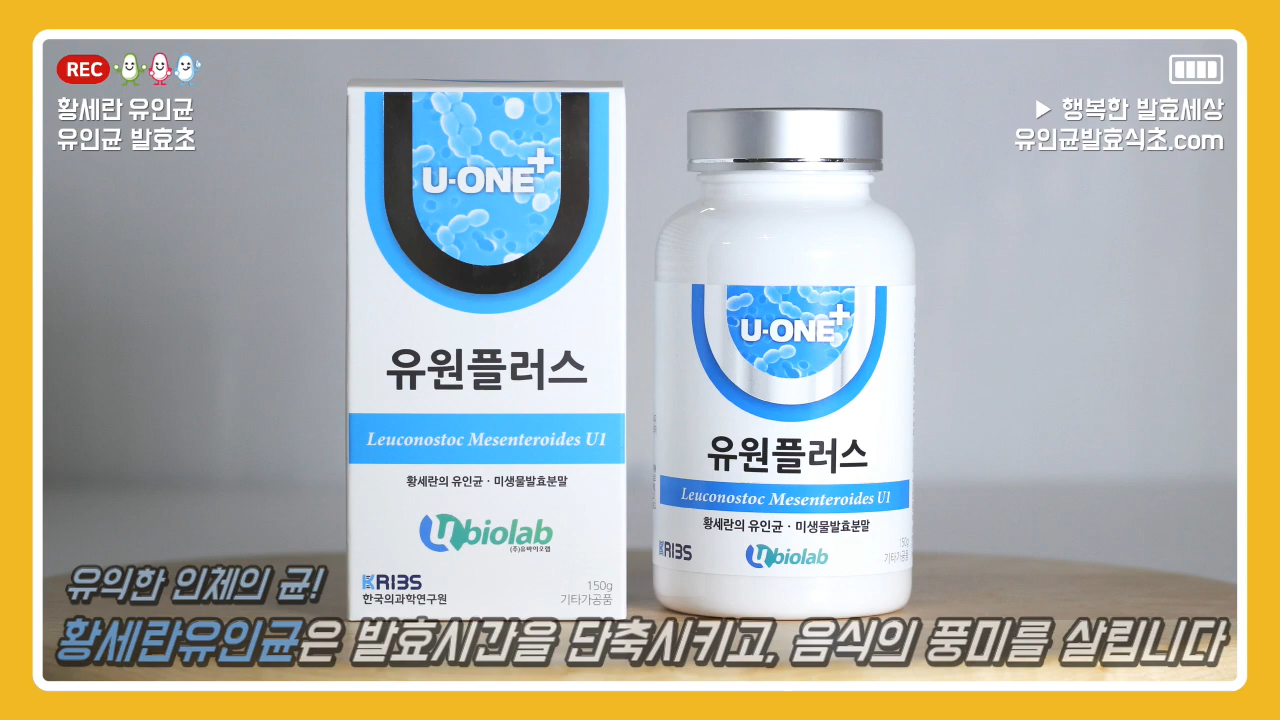 REC
황세란 유인균
유인균 발효초
▶ 행복한 발효세상
유인균발효식초.com
U-ONE+
유원플러스
Leuconostoc Mesenteroides U1
황세란의 유인균 · 미생물발효분말
Unbiolab
(주)유바이오랩
KRIBS
한국의과학연구원
150g
기타가공품
U-ONE+
유원플러스
Leuconostoc Mesenteroides U1
황세란의 유인균 · 미생물발효분말
KRIBS
Unbiolab
150g
기타가공품
유의한 인체의 균!
황세란유인균은 발효시간을 단축시키고, 음식의 풍미를 살립니다